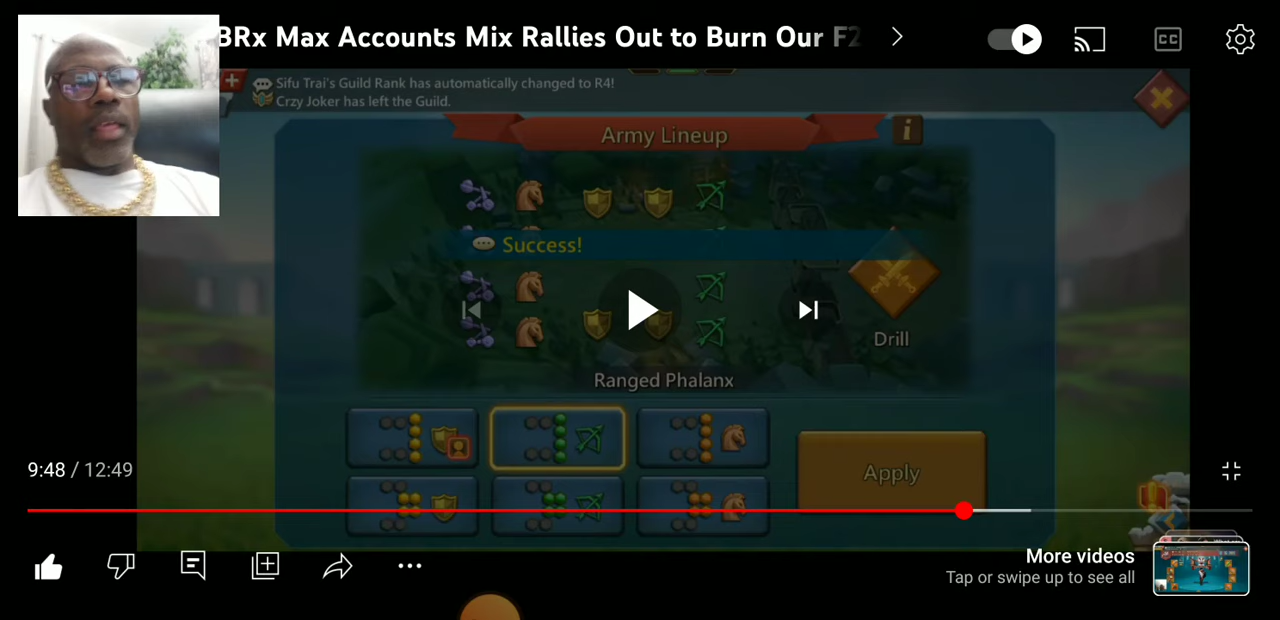 BRx Max Accounts Mix Rallies Out to Burn Our F2
CC
Sifu Trai's Guild Rank has automatically changed to R4!
Crzy Joker has left the Guild.
Army Lineup
i
Success!
Drill
Ranged Phalanx
Apply
9:48 / 12:49
More videos
Tap or swipe up to see all